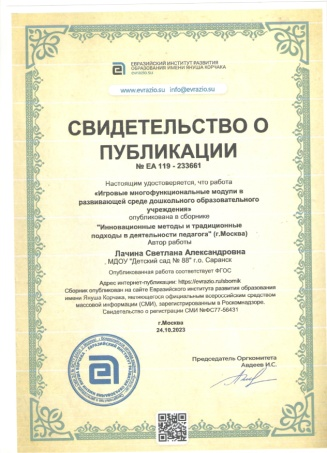 ЕВРАЗИЙСКИЙ ИНСТИТУТ РАЗВИТИЯ
ОБРАЗОВАНИЯ ИМЕНИ ЯНУША КОРЧАКА
evrazio.su
www.evrazio.su info@evrazio.su
СВИДЕТЕЛЬСТВО О
ПУБЛИКАЦИИ
№ EA 119 - 233661
Настоящим удостоверяется, что работа
«Игровые многофункциональные модули в
развивающей среде дошкольного образовательного
учреждения»
опубликована в сборнике
"Инновационные методы и традиционные
подходы в деятельности педагога" (г.Москва)
Автор работы
Лачина Светлана Александровна
, МДОУ "Детский сад № 88" г.о. Саранск
Опубликованная работа соответствует ФГОС
Адрес интернет-публикации: https://evrazio.ru/sbornik
Сборник опубликован на сайте Евразийского института развития образования
имени Януша Корчака, являющегося официальным всероссийским средством
массовой информации (СМИ), зарегистрированным в Роскомнадзоре.
Свидетельство о регистрации СМИ №ФС77-66431
г.Москва
24.10.2023
Председатель Оргкомитета
Авдеев И.С.